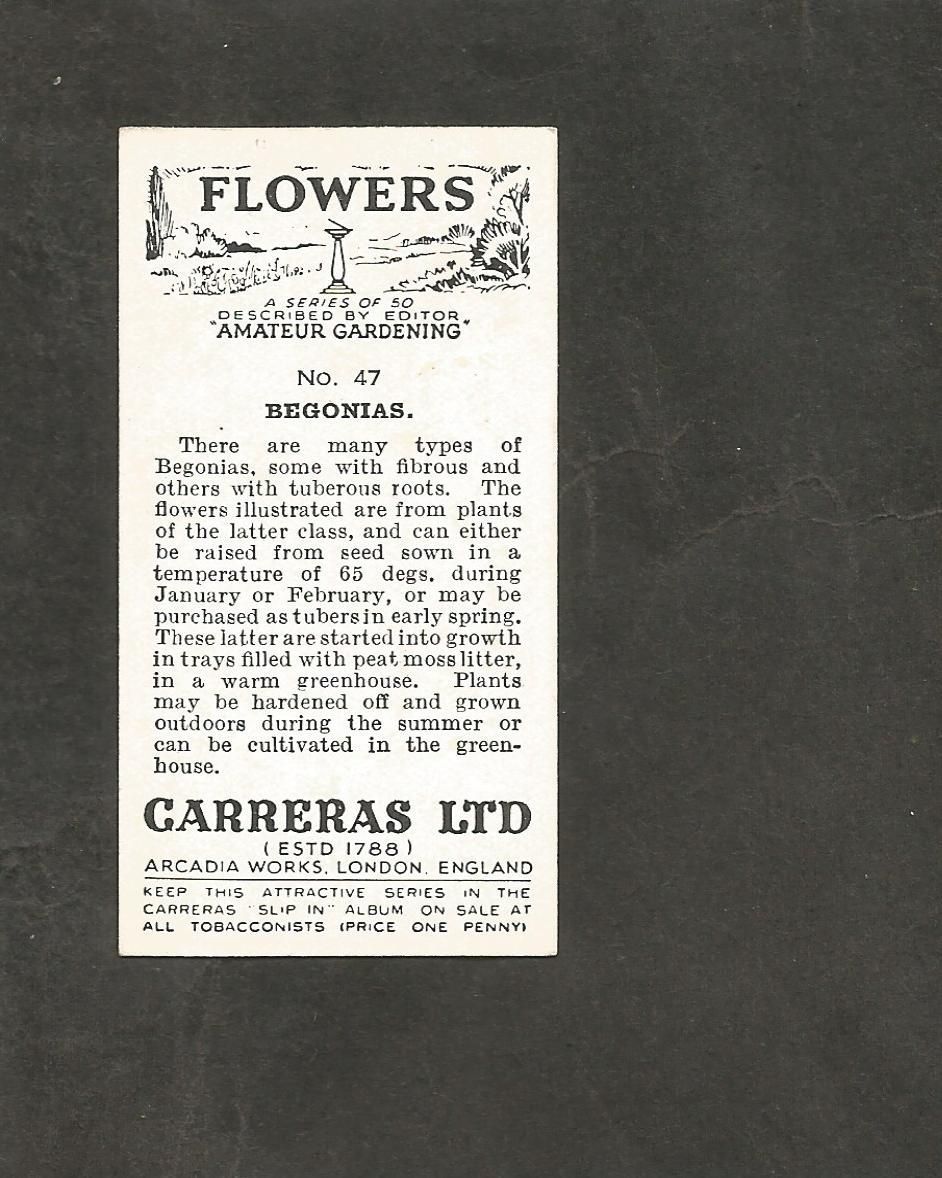 FLOWERS
A SERIES OF 50
DESCRIBED BY EDITOR
"AMATEUR GARDENING"
No. 47
BEGONIAS.
There are many types of
Begonias, some with fibrous and
others with tuberous roots. The
flowers illustrated are from plants
of the latter class, and can either
be raised from seed sown in a
temperature of 65 degs. during
January or February, or may be
purchased as tubers in early spring.
These latter are started into growth
in trays filled with peat moss litter,
in a warm greenhouse. Plants
may be hardened off and grown
outdoors during the summer or
can be cultivated in the green-
house.
CARRERAS LTD
(ESTD 1788)
ARCADIA WORKS, LONDON, ENGLAND
KEEP THIS ATTRACTIVE SERIES IN THE
CARRERAS "SLIP IN" ALBUM ON SALE AT
ALL TOBACCONISTS (PRICE ONE PENNY)